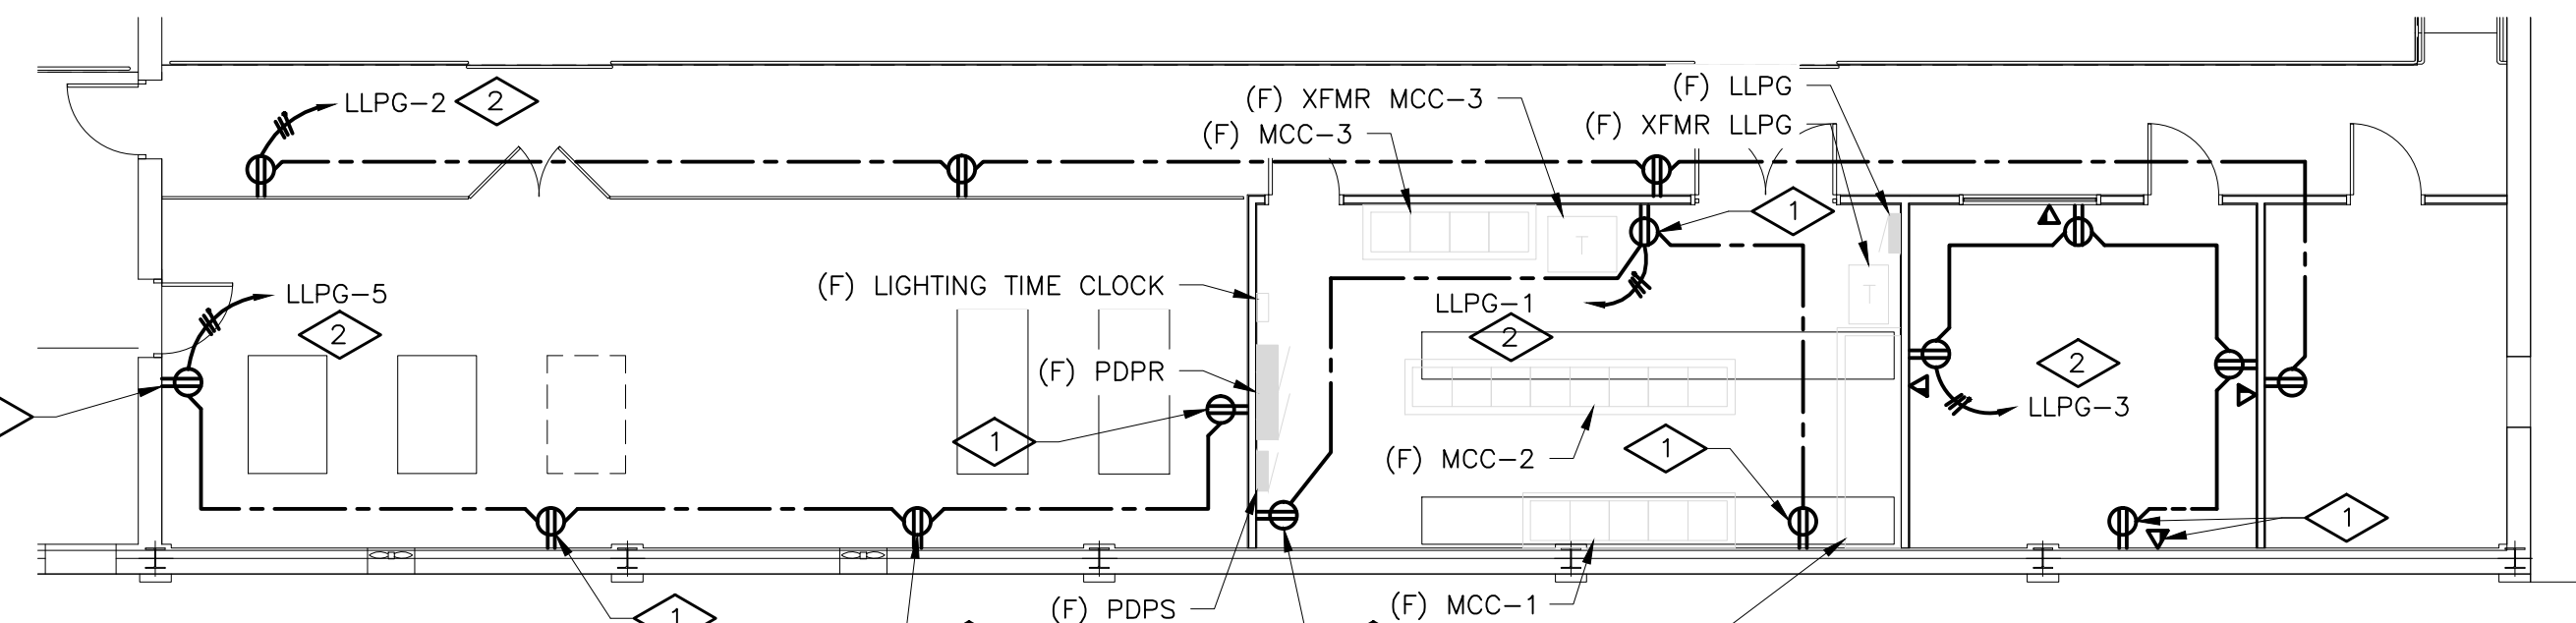 (F) LLPG
(F) XFMR MCC-3
LLPG-2 2
(F) XFMR LLPG
(F) MCC-3
1
T
(F) LIGHTING TIME CLOCK
LLPG-5
T
LLPG-1
2
2
2
(F) PDPR
LLPG-3
1
1
(F) MCC-2
1
(F) PDPS
(F) MCC-1
1